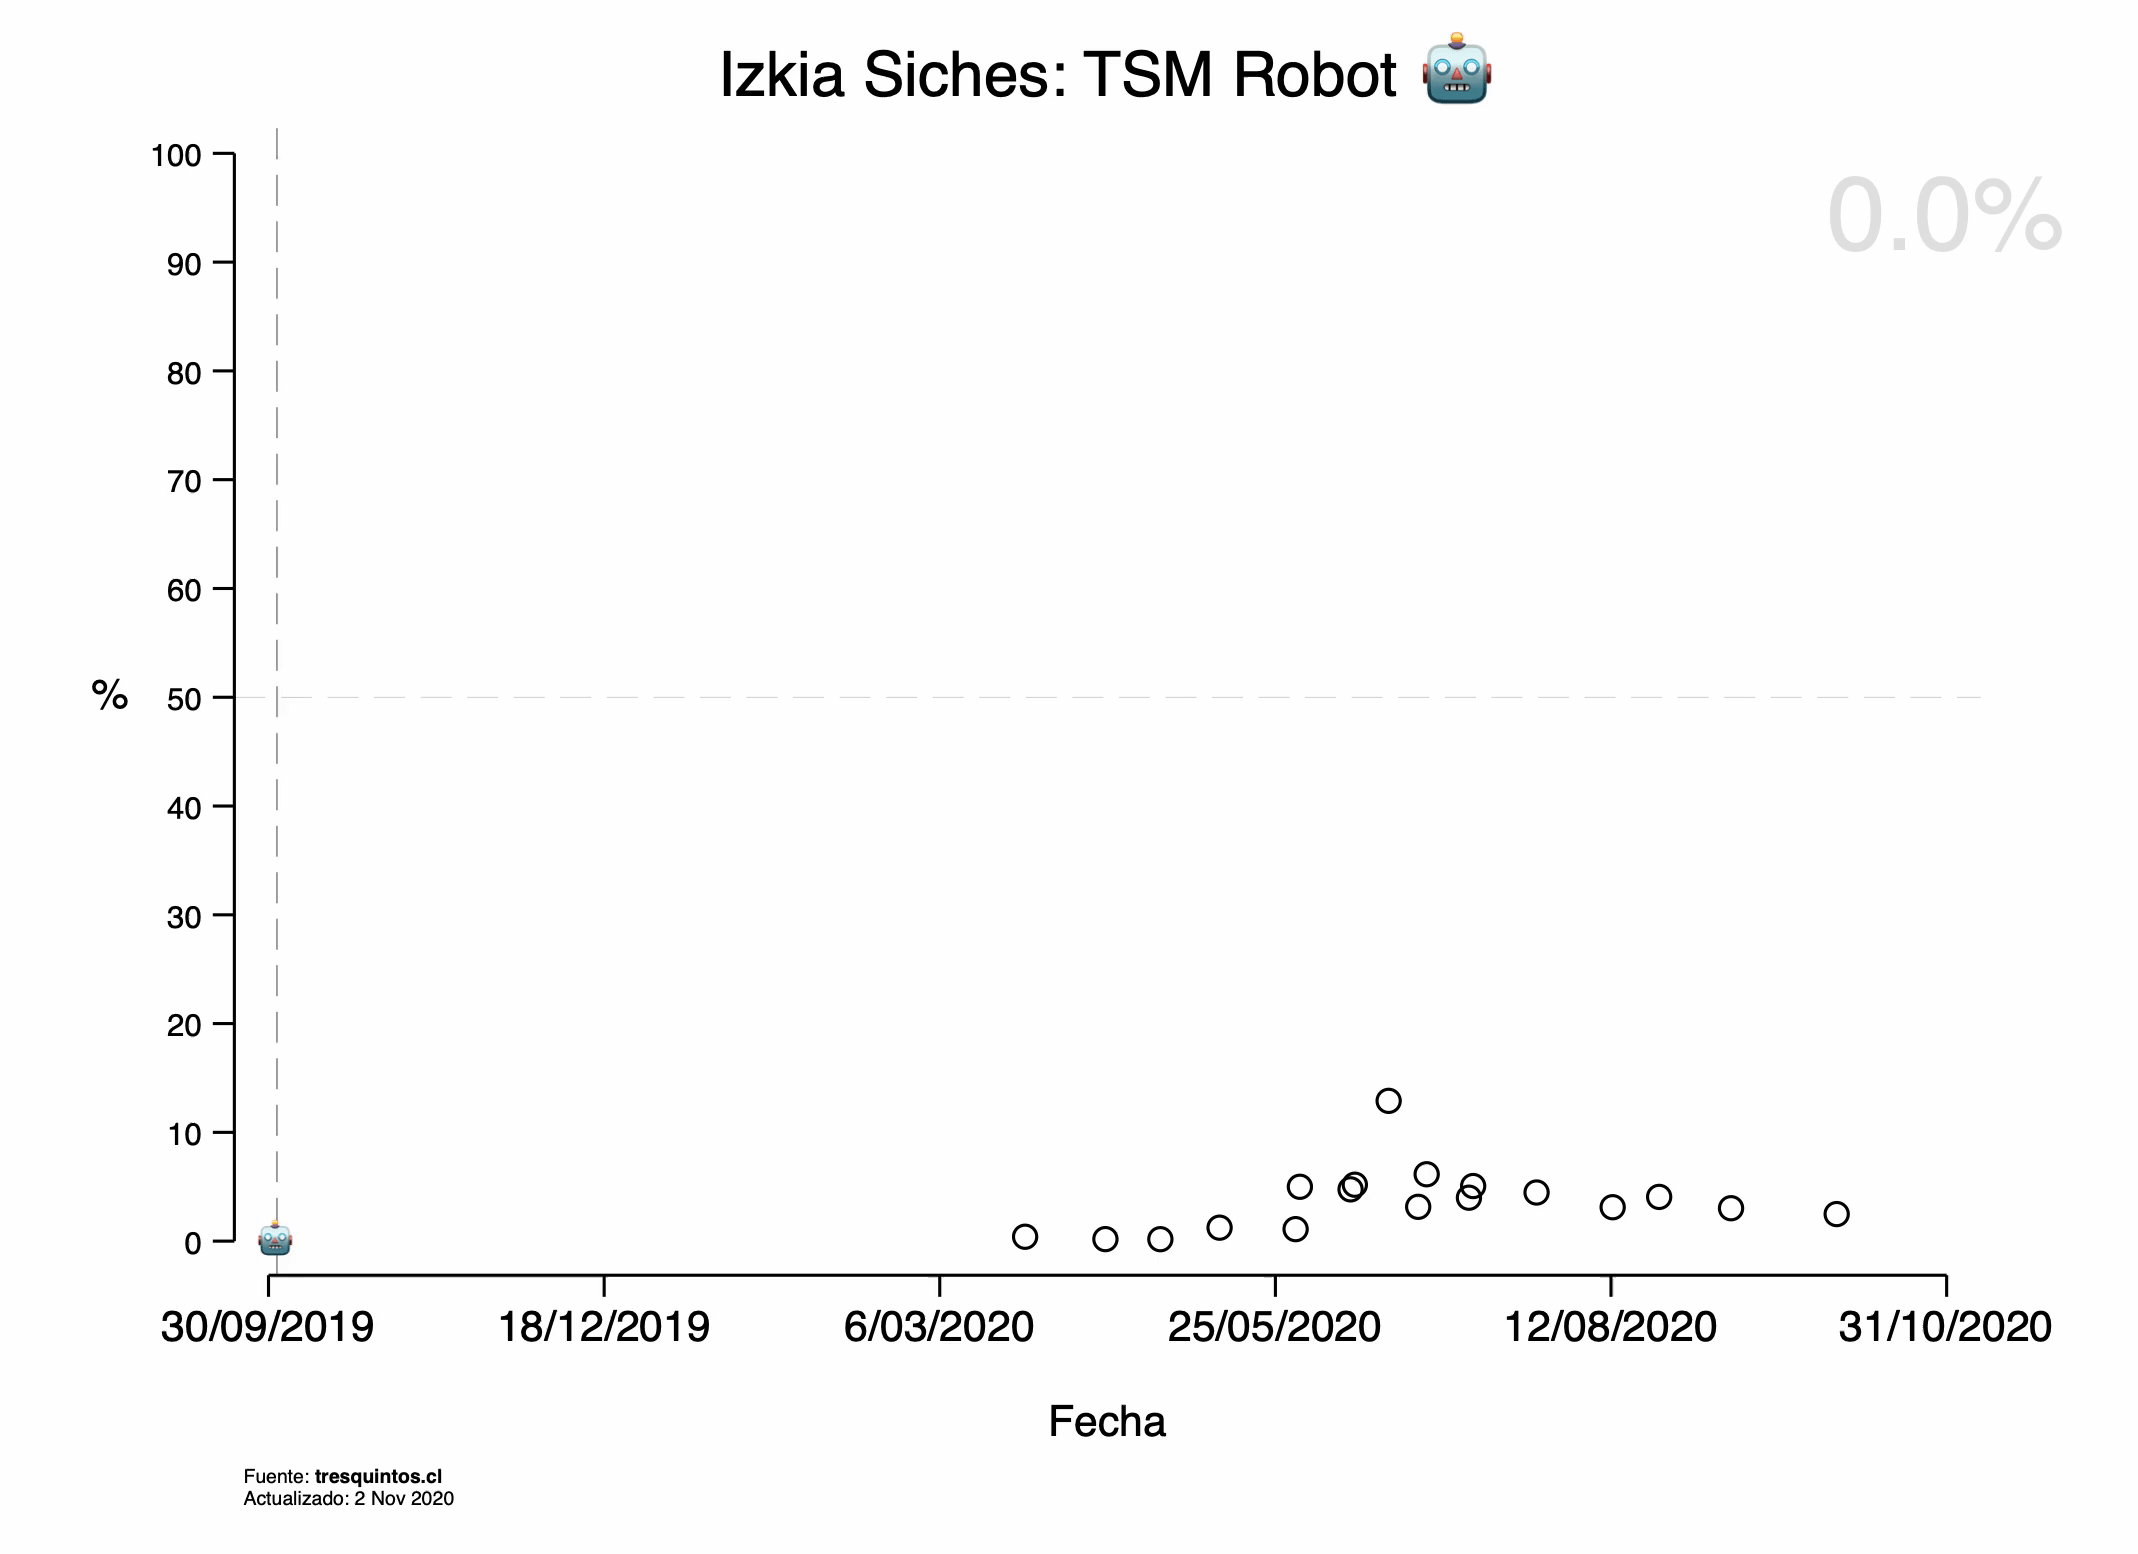 Izkia Siches: TSM Robot 🤖
0.0%
100
90
80
70
60
50
40
30
20
10
0
%
30/09/2019 18/12/2019 6/03/2020 25/05/2020 12/08/2020 31/10/2020
Fecha
Fuente: tresquintos.cl
Actualizado: 2 Nov 2020